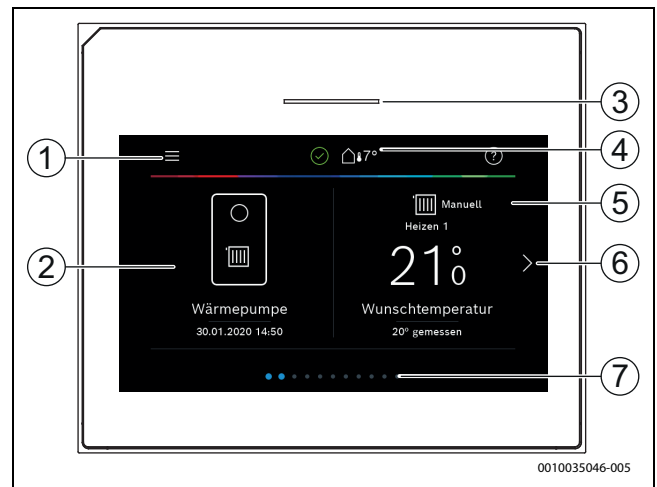 3
1
7°
?
4
Manuell
5
Heizen 1
2
21°0
6
Wärmepumpe
Wunschtemperatur
30.01.2020 14:50
20° gemessen
7
0010035046-005